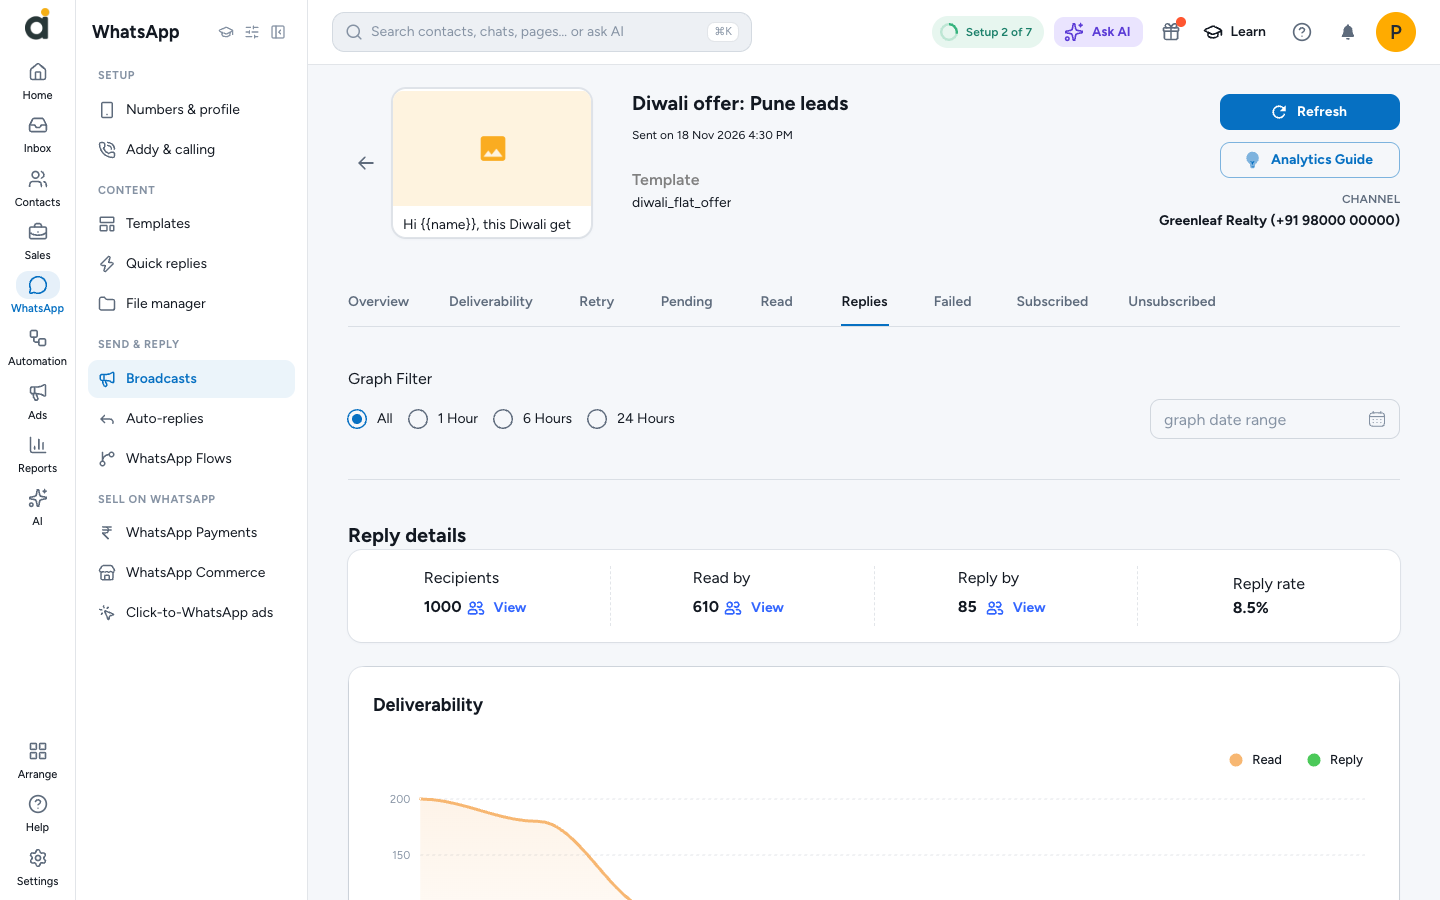 WhatsApp
Search contacts, chats, pages... or ask AI
⌘K
Setup 2 of 7
Ask AI
Learn
P
Home
Inbox
Contacts
Sales
WhatsApp
Automation
Ads
Reports
AI
Arrange
Help
Settings
SETUP
Numbers & profile
Addy & calling
CONTENT
Templates
Quick replies
File manager
SEND & REPLY
Broadcasts
Auto-replies
WhatsApp Flows
SELL ON WHATSAPP
WhatsApp Payments
WhatsApp Commerce
Click-to-WhatsApp ads
Hi {{name}}, this Diwali get
Diwali offer: Pune leads
Sent on 18 Nov 2026 4:30 PM
Template
diwali_flat_offer
Refresh
Analytics Guide
CHANNEL
Greenleaf Realty (+91 98000 00000)
Overview Deliverability Retry Pending Read Replies Failed Subscribed Unsubscribed
Graph Filter
All 1 Hour 6 Hours 24 Hours
graph date range
Reply details
Recipients
1000 View
Read by
610 View
Reply by
85 View
Reply rate
8.5%
Deliverability
Read Reply
200
150